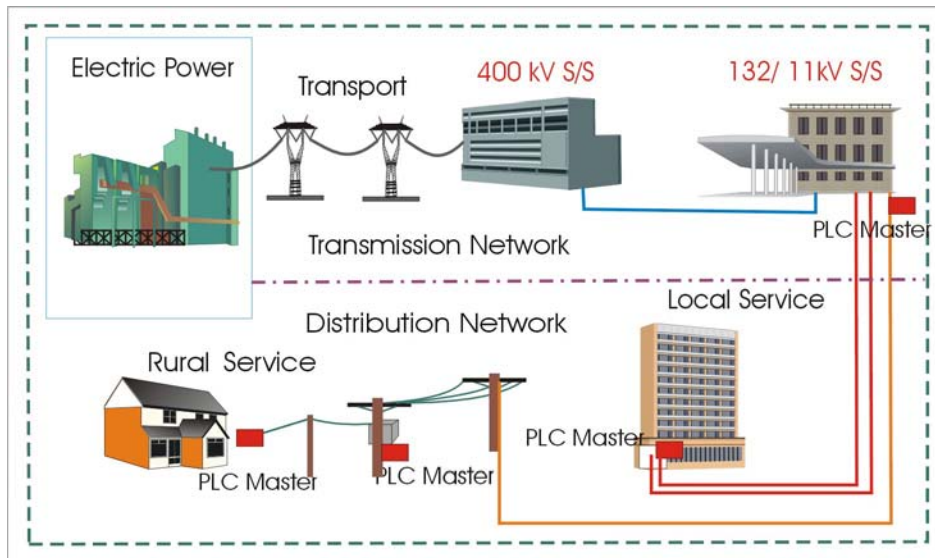 Electric Power
Transport
400 kV S/S
132/ 11kV S/S
PLC Master
Transmission Network
Local Service
Distribution Network
Rural Service
PLC Master
PLC Master
PLC Master